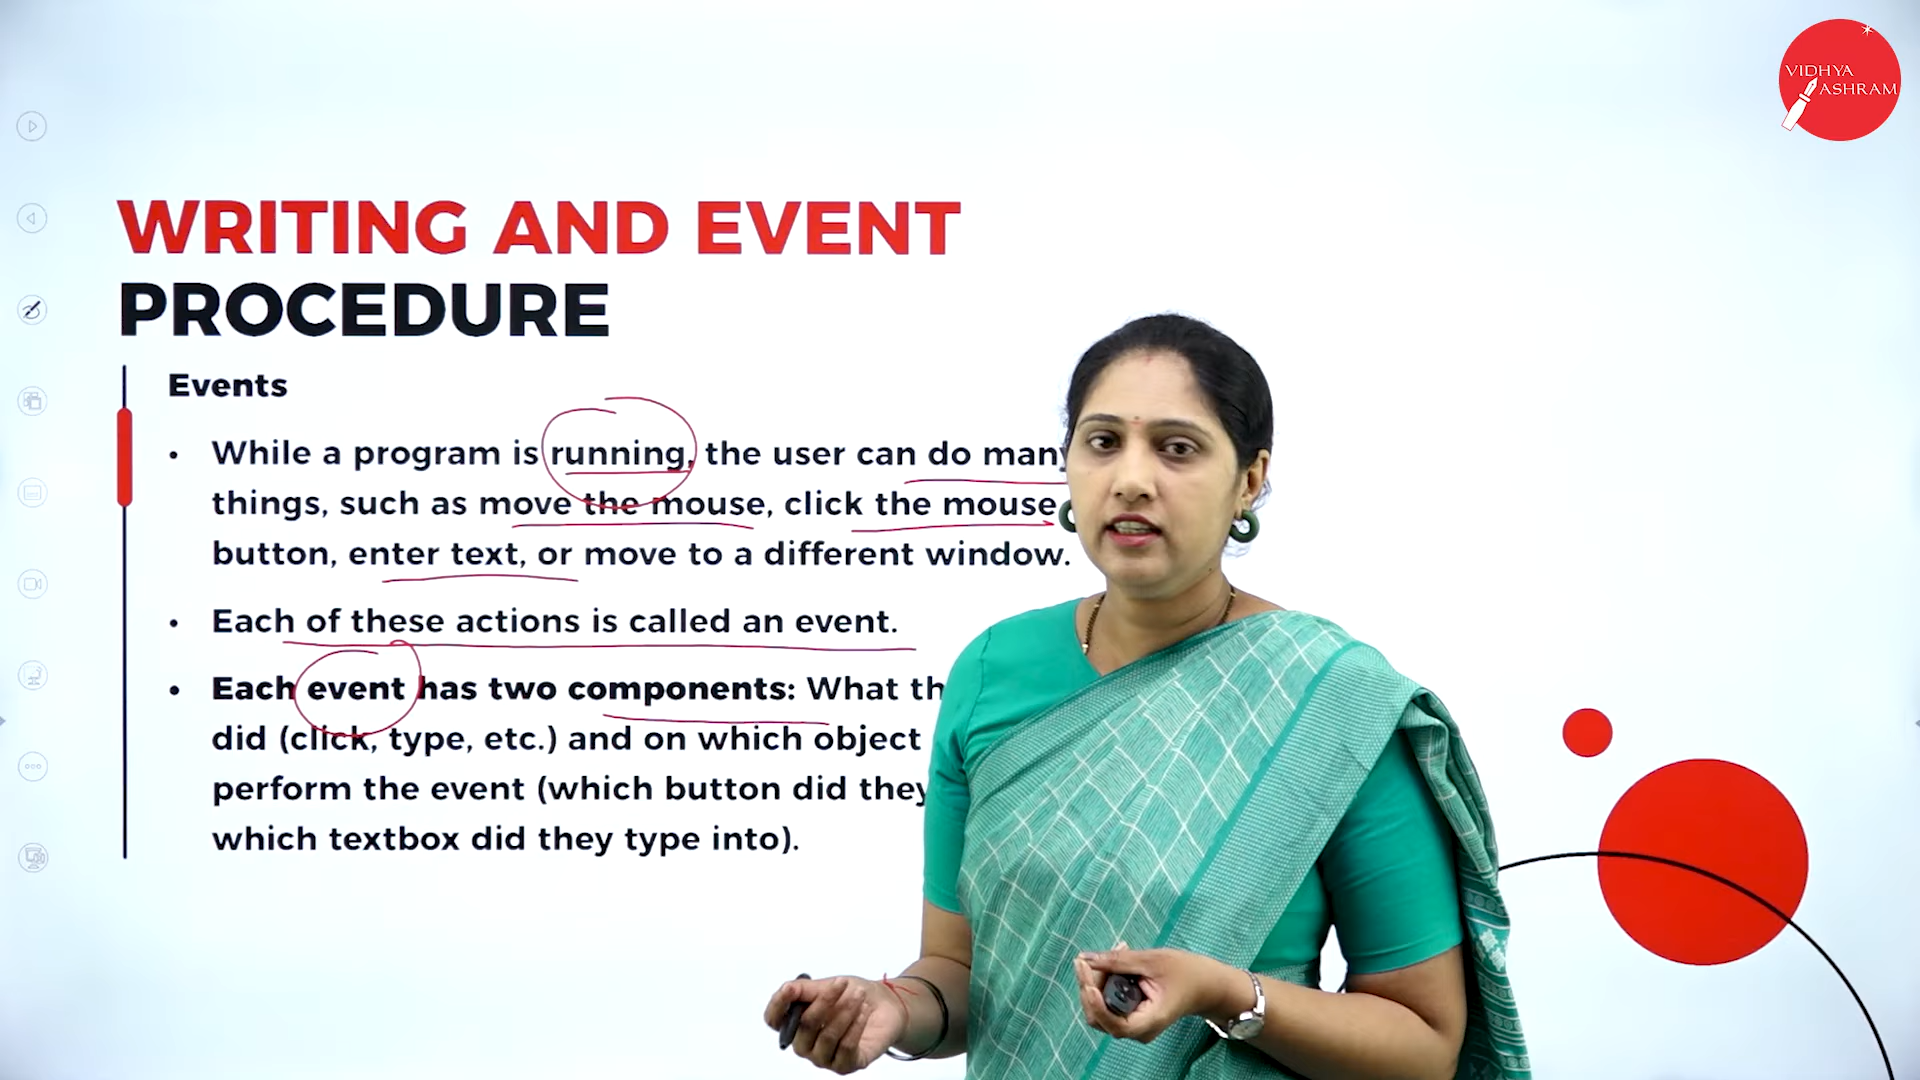 VIDHYA
ASHRAM
WRITING AND EVENT
PROCEDURE
Events
• While a program is running, the user can do many
things, such as move the mouse, click the mouse
button, enter text, or move to a different window.
• Each of these actions is called an event.
• Each event has two components: What
did (click, type, etc.) and on which object
perform the event (which button did they
which textbox did they type into).